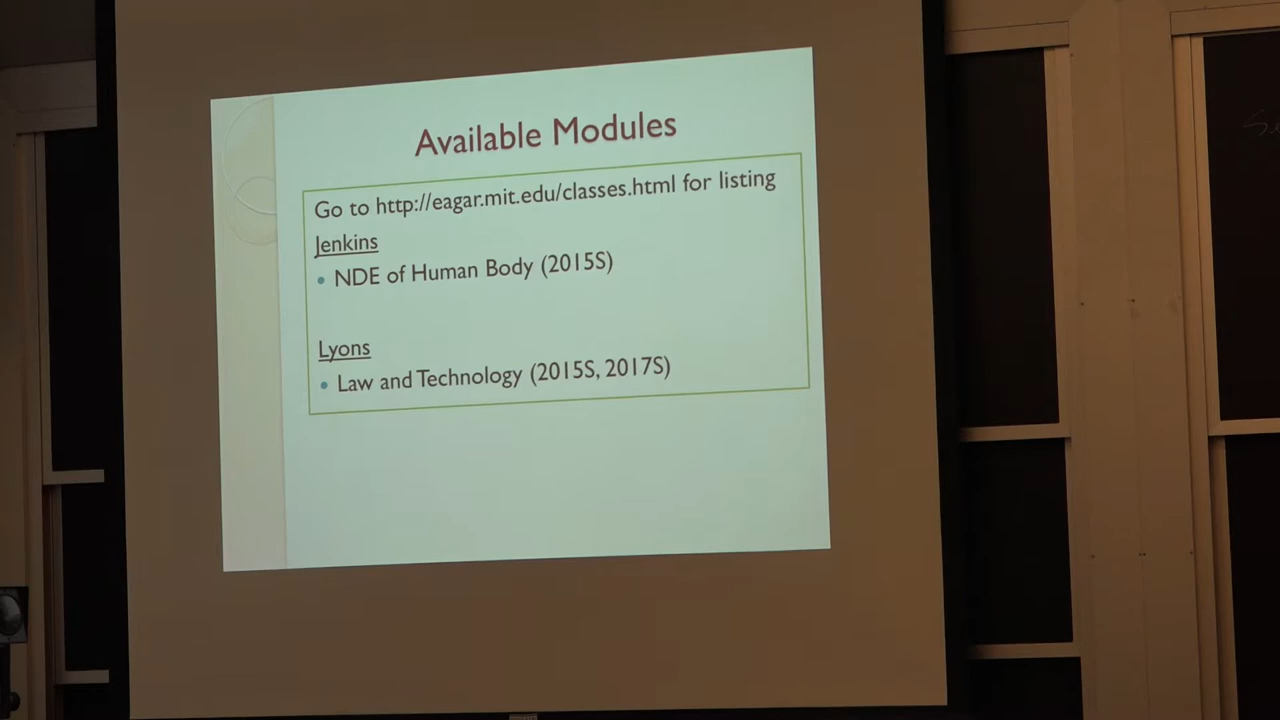 Available Modules
Go to http://eagar.mit.edu/classes.html for listing
Jenkins
• NDE of Human Body (2015S)
Lyons
• Law and Technology (2015S, 2017S)